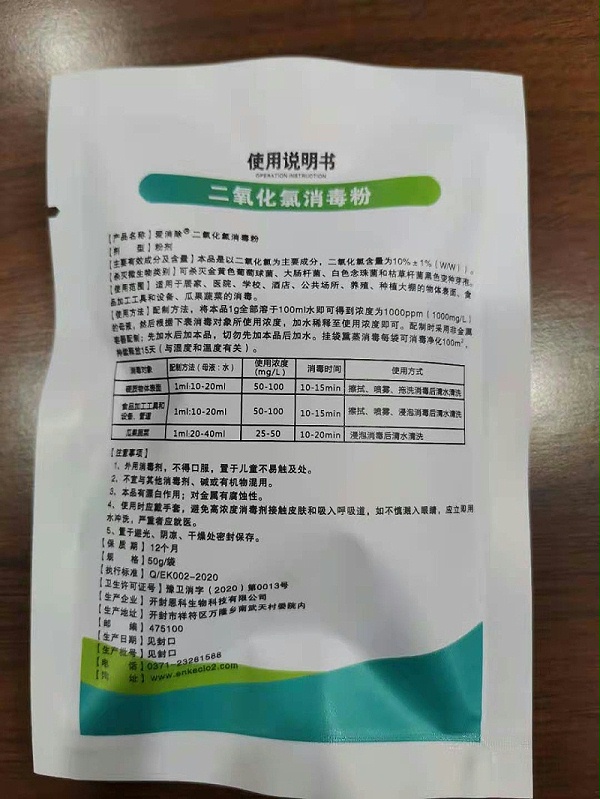 使用说明书
OPERATION INSTRUCTION
二氧化氯消毒粉
【产品名称】爱消除®二氧化氯消毒粉
【剂 型】粉剂
【主要有效成分及含量】本品是以二氧化氯为主要成分，二氧化氯含量为10%±1%（W/W）。
【杀灭微生物类别】可杀灭金黄色葡萄球菌、大肠杆菌、白色念珠菌和枯草杆菌黑色变种芽孢。
【使用范围】适用于居家、医院、学校、酒店、公共场所、养殖、种植大棚的物体表面，食
品加工工具和设备、瓜果蔬菜的消毒。
【使用方法】配制方法，将本品1g全部溶于100ml水即可得到浓度为1000ppm（1000mg/L）
的母液，然后根据下表消毒对象所使用浓度，加水稀释至使用浓度即可。配制时采用非金属
容器配制；先加水后加本品，切勿先加本品后加水。挂袋熏蒸消毒每袋可消毒净化100m³，
持续释放15天（与湿度和温度有关）。
消毒对象 配制方法（母液：水） 使用浓度（mg/L） 消毒时间 使用方式
硬质物体表面 1ml:10-20ml 50-100 10-15min 擦拭、喷雾、拖洗消毒后清水清洗
食品加工工具和设备、管道 1ml:10-20ml 50-100 10-15min 擦拭、喷雾、浸泡消毒后清水清洗
瓜果蔬菜 1ml:20-40ml 25-50 10-20min 浸泡消毒后清水清洗
【注意事项】
1、外用消毒剂，不得口服，置于儿童不易触及处。
2、不宜与其他消毒剂、碱或有机物混用。
3、本品有漂白作用；对金属有腐蚀性。
4、使用时应戴手套，避免高浓度消毒剂接触皮肤和吸入呼吸道，如不慎溅入眼睛，应立即用
水冲洗，严重者应就医。
5、置于避光、阴凉、干燥处密封保存。
【保 质 期】12个月
【规 格】50g/袋
【执行标准】Q/EK002-2020
【卫生许可证号】豫卫消字（2020）第0013号
【生产企业】开封恩科生物科技有限公司
【生产地址】开封市祥符区万隆乡南武天村委院内
【邮 编】475100
【生产日期】见封口
【生产批号】见封口
【电 话】0371-23281588
【网 址】www.enkeclo2.com